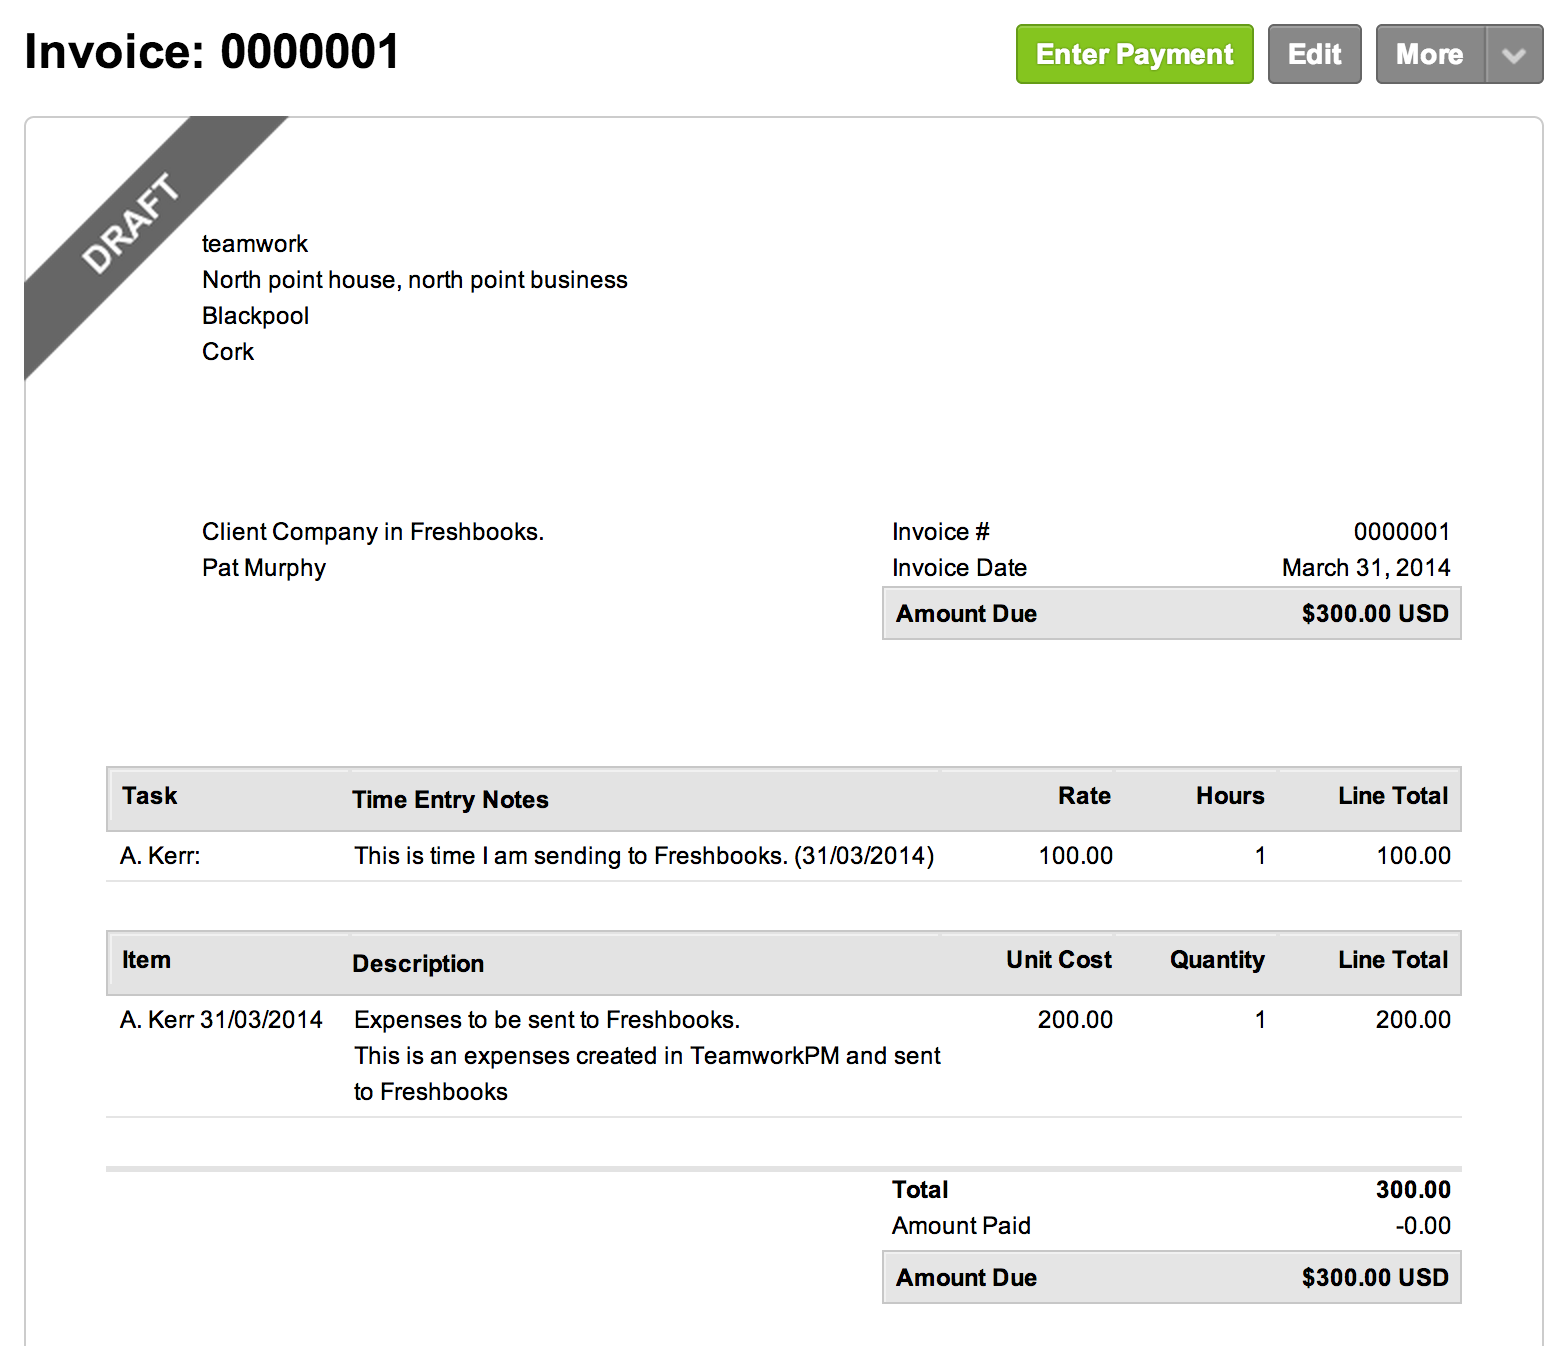 Invoice: 0000001
Enter Payment Edit More
DRAFT
teamwork
North point house, north point business
Blackpool
Cork
Client Company in Freshbooks.
Pat Murphy
Invoice # 0000001
Invoice Date March 31, 2014
Amount Due $300.00 USD
Task Time Entry Notes Rate Hours Line Total
A. Kerr: This is time I am sending to Freshbooks. (31/03/2014) 100.00 1 100.00
Item Description Unit Cost Quantity Line Total
A. Kerr 31/03/2014 Expenses to be sent to Freshbooks. 200.00 1 200.00
This is an expenses created in TeamworkPM and sent
to Freshbooks
Total 300.00
Amount Paid -0.00
Amount Due $300.00 USD